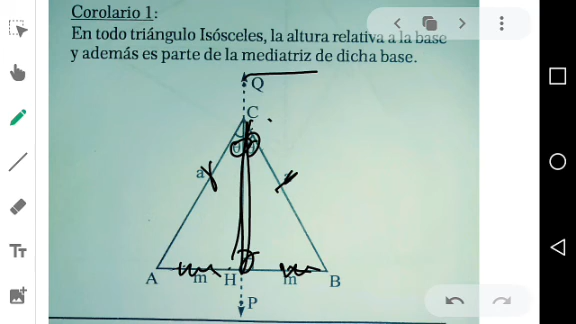 Corolario 1:
En todo triángulo Isósceles, la altura relativa a la base
y además es parte de la mediatriz de dicha base.
Q
C
a
A
m
H
m
B
P
Tт